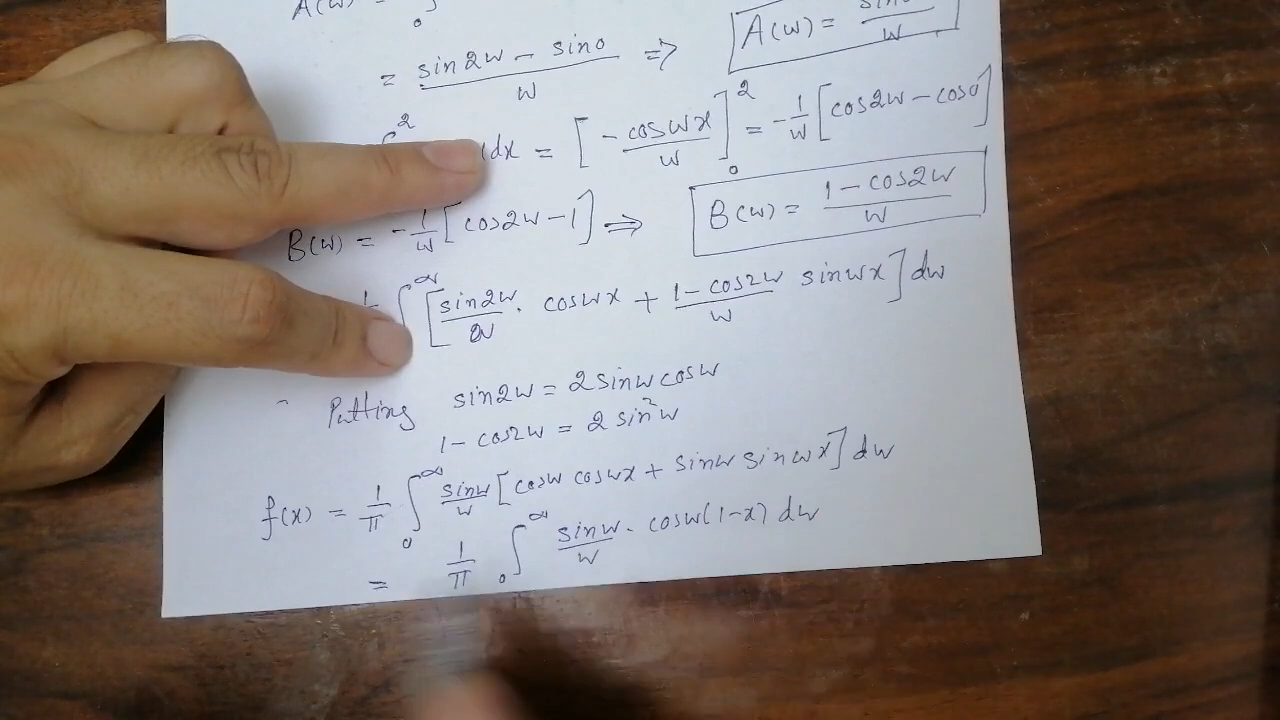 A(w) =
= sin2w - sin0 / w ⇒ A(w) = / w
dx = [- coswx / w]₀² = -1/w [cos2w - cos0]
B(w) = -1/w [cos2w - 1] ⇒ B(w) = 1 - cos2w / w
∫^∞ [sin2w / w . coswx + 1 - cos2w / w sinwx] dw
Putting sin2w = 2 sinw cosw
1 - cos2w = 2 sin²w
f(x) = 1/π ∫₀^∞ sinw/w [cosw coswx + sinw sinwx] dw
= 1/π ∫₀^∞ sinw/w . cosw(1-x) dw